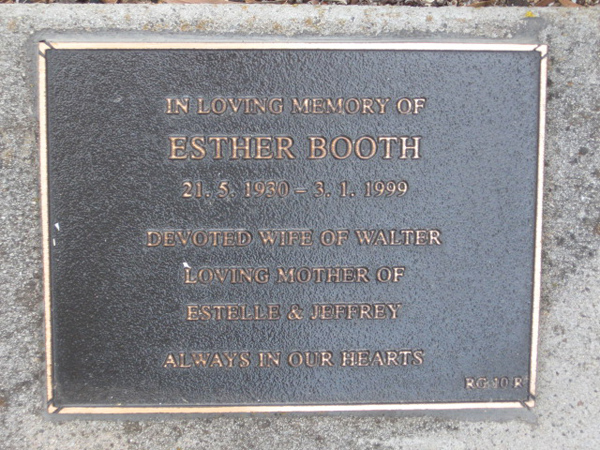 IN LOVING MEMORY OF
ESTHER BOOTH
21. 5. 1930 – 3. 1. 1999
DEVOTED WIFE OF WALTER
LOVING MOTHER OF
ESTELLE & JEFFREY
ALWAYS IN OUR HEARTS
RG 10 R